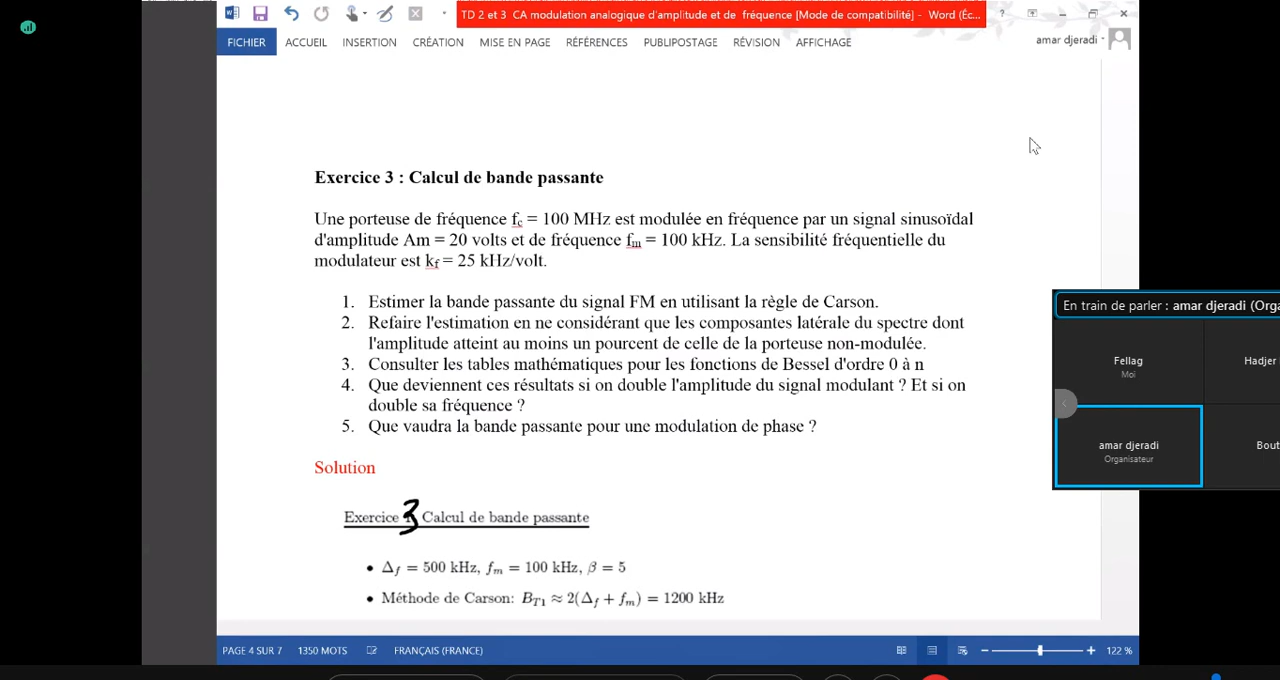 TD 2 et 3 CA modulation analogique d'amplitude et de fréquence [Mode de compatibilité] - Word (Éc...
?
FICHIER ACCUEIL INSERTION CRÉATION MISE EN PAGE RÉFÉRENCES PUBLIPOSTAGE RÉVISION AFFICHAGE
amar djeradi
Exercice 3 : Calcul de bande passante
Une porteuse de fréquence fc = 100 MHz est modulée en fréquence par un signal sinusoïdal
d'amplitude Am = 20 volts et de fréquence fm = 100 kHz. La sensibilité fréquentielle du
modulateur est kf = 25 kHz/volt.
1. Estimer la bande passante du signal FM en utilisant la règle de Carson.
2. Refaire l'estimation en ne considérant que les composantes latérale du spectre dont
l'amplitude atteint au moins un pourcent de celle de la porteuse non-modulée.
3. Consulter les tables mathématiques pour les fonctions de Bessel d'ordre 0 à n
4. Que deviennent ces résultats si on double l'amplitude du signal modulant ? Et si on
double sa fréquence ?
5. Que vaudra la bande passante pour une modulation de phase ?
Solution
Exercice 3 Calcul de bande passante
• Δf = 500 kHz, fm = 100 kHz, β = 5
• Méthode de Carson: BT1 ≈ 2(Δf + fm) = 1200 kHz
En train de parler : amar djeradi (Orga
Fellag
Moi
Hadjer
amar djeradi
Organisateur
Bout
PAGE 4 SUR 7 1350 MOTS FRANÇAIS (FRANCE) 122 %